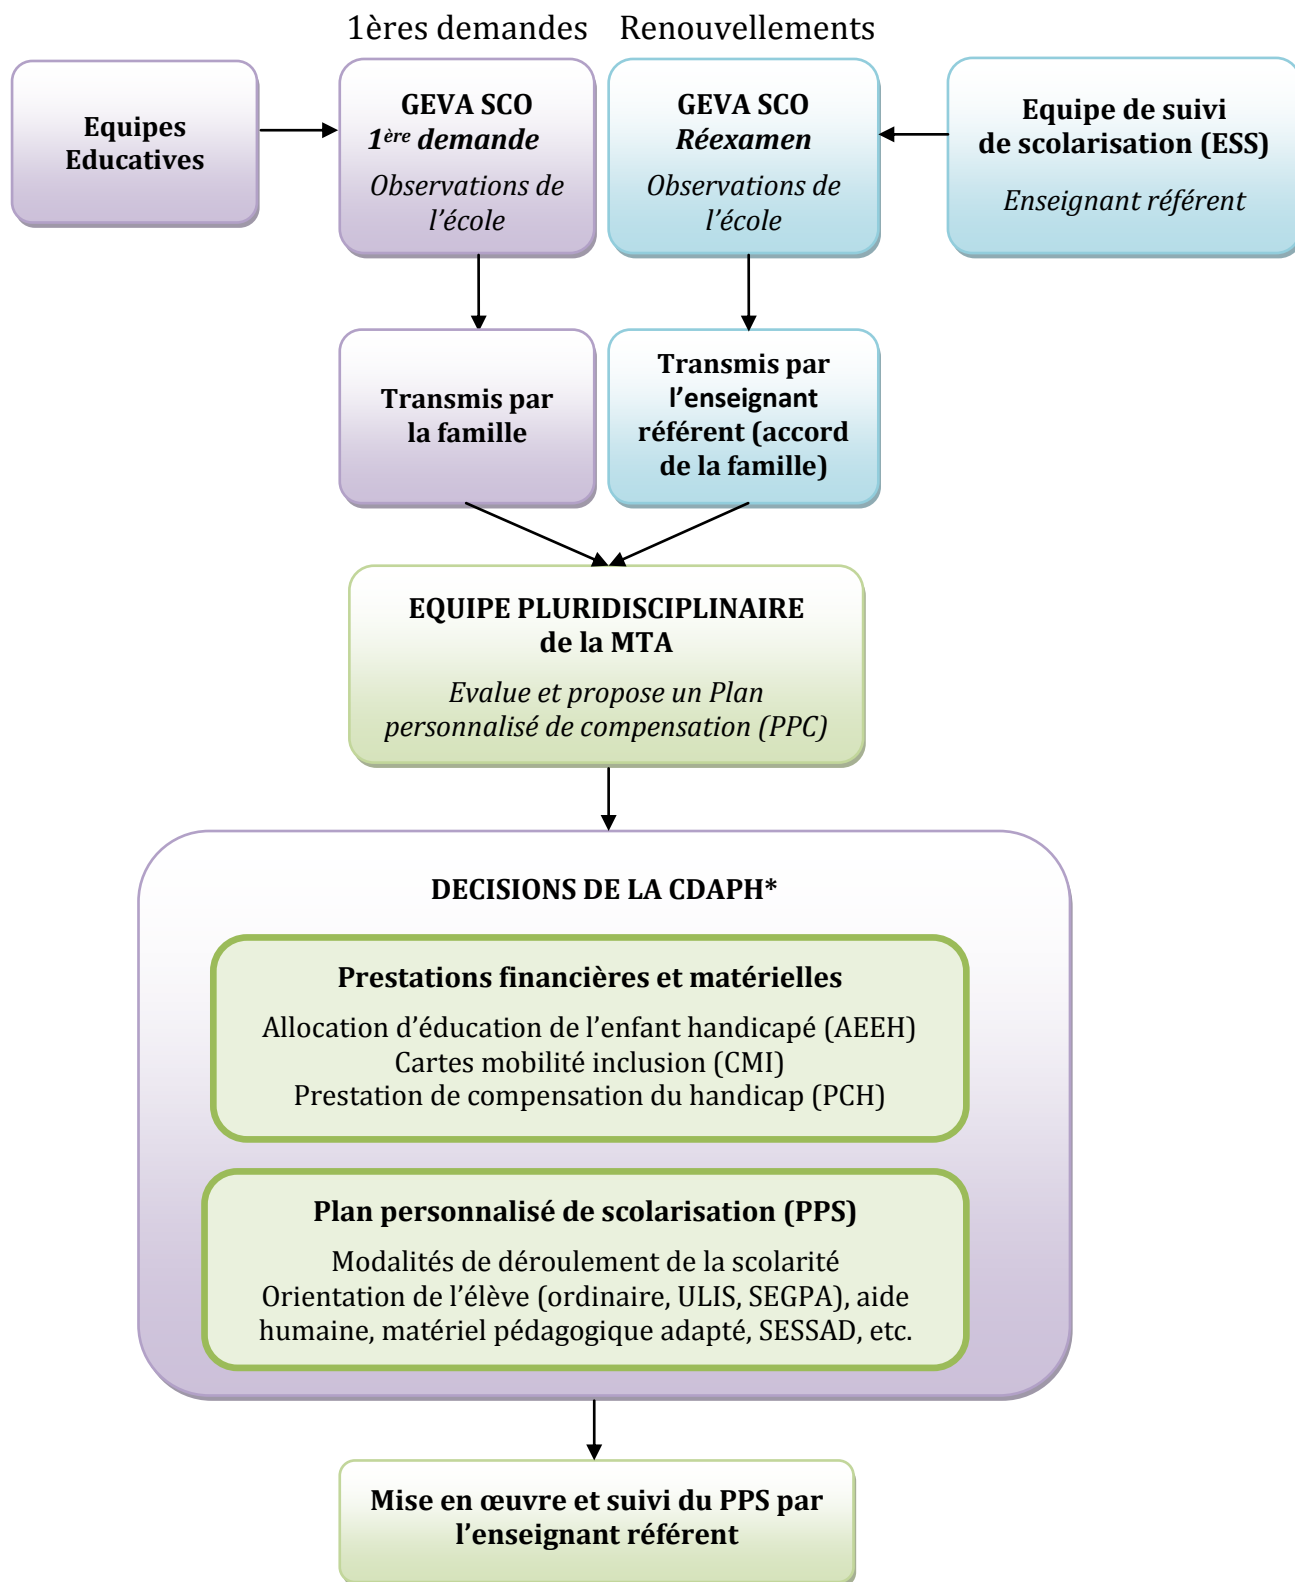 1ères demandes
Renouvellements
Equipes
Educatives
GEVA SCO
1ère demande
Observations de
l’école
GEVA SCO
Réexamen
Observations de
l’école
Equipe de suivi
de scolarisation (ESS)
Enseignant référent
Transmis par
la famille
Transmis par
l’enseignant
référent (accord
de la famille)
EQUIPE PLURIDISCIPLINAIRE
de la MTA
Evalue et propose un Plan
personnalisé de compensation (PPC)
DECISIONS DE LA CDAPH*
Prestations financières et matérielles
Allocation d’éducation de l’enfant handicapé (AEEH)
Cartes mobilité inclusion (CMI)
Prestation de compensation du handicap (PCH)
Plan personnalisé de scolarisation (PPS)
Modalités de déroulement de la scolarité
Orientation de l’élève (ordinaire, ULIS, SEGPA), aide
humaine, matériel pédagogique adapté, SESSAD, etc.
Mise en œuvre et suivi du PPS par
l’enseignant référent